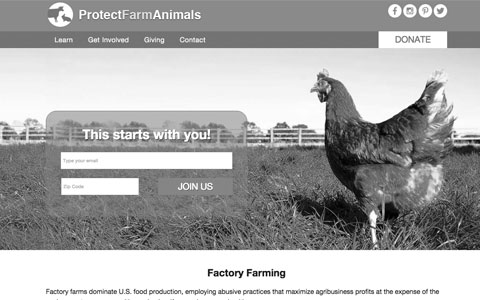 ProtectFarmAnimals
Learn Get Involved Giving Contact
DONATE
This starts with you!
Type your email
Zip Code
JOIN US
Factory Farming
Factory farms dominate U.S. food production, employing abusive practices that maximize agribusiness profits at the expense of the